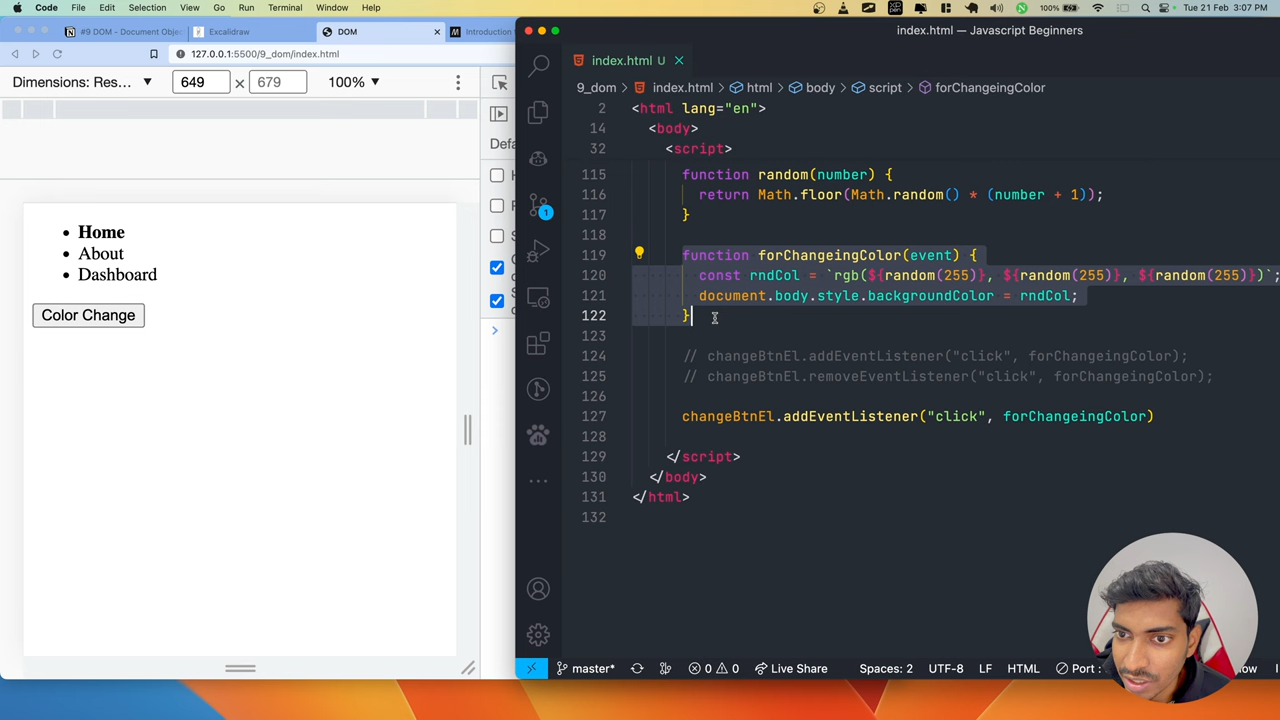 Code File Edit Selection View Go Run Terminal Window Help
100% Tue 21 Feb 3:07 PM
#9 DOM - Document Obje
Excalidraw
DOM
Introduction
127.0.0.1:5500/9_dom/index.html
Dimensions: Res... 649 × 679 100%
Home
About
Dashboard
Color Change
index.html — Javascript Beginners
index.html U
9_dom index.html html body script forChangeingColor
2 <html lang="en">
14 <body>
32 <script>
115 function random(number) {
116 return Math.floor(Math.random() * (number + 1));
117 }
118
119 function forChangeingColor(event) {
120 const rndCol = `rgb(${random(255)}, ${random(255)}, ${random(255)})`;
121 document.body.style.backgroundColor = rndCol;
122 }
123
124 // changeBtnEl.addEventListener("click", forChangeingColor);
125 // changeBtnEl.removeEventListener("click", forChangeingColor);
126
127 changeBtnEl.addEventListener("click", forChangeingColor)
128
129 </script>
130 </body>
131 </html>
132
1
master* 0 0 Live Share Spaces: 2 UTF-8 LF HTML Port :